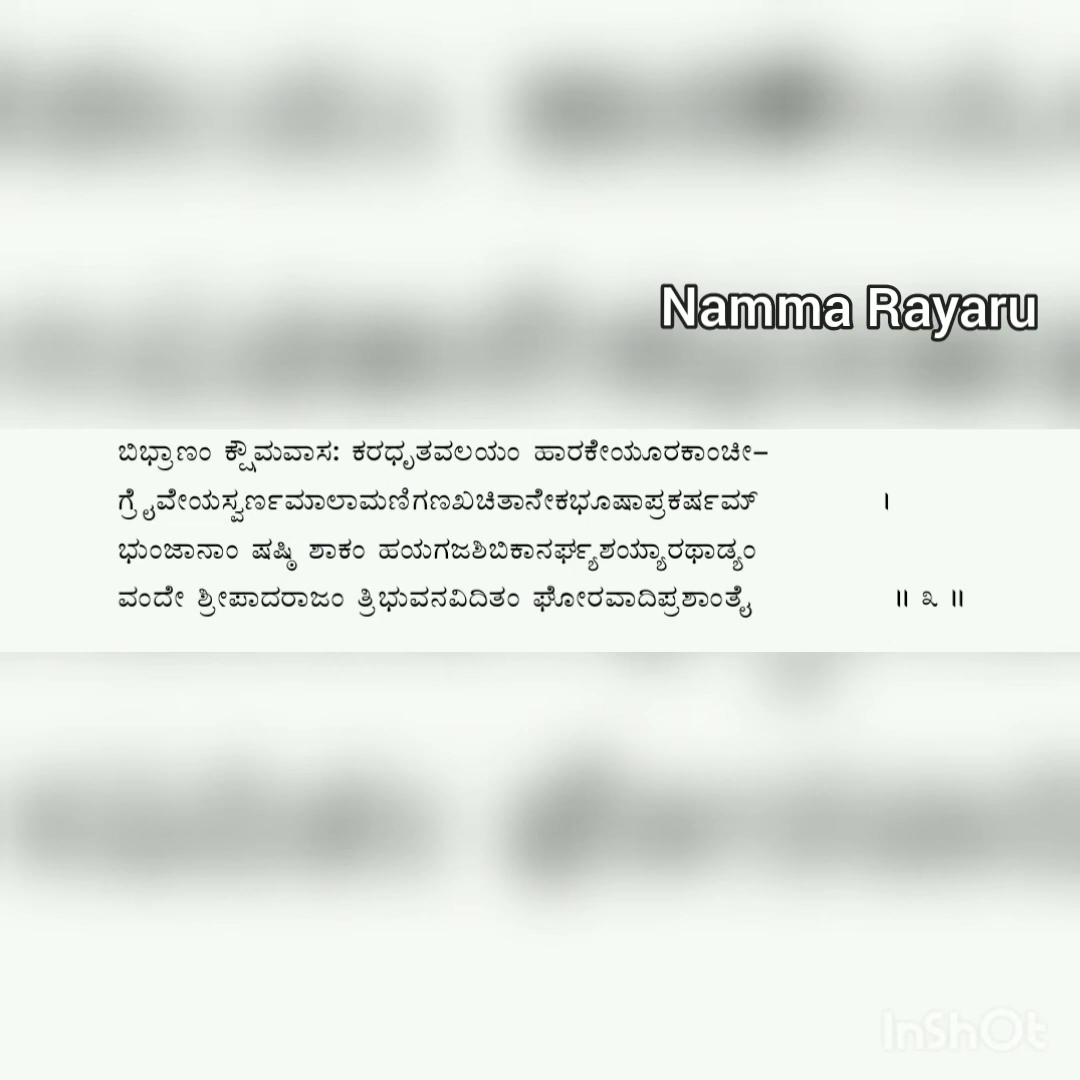 Namma Rayaru
ಬಿಭ್ರಾಣಂ ಕ್ಷೌಮವಾಸಃ ಕರಧೃತವಲಯಂ ಹಾರಕೇಯೂರಕಾಂಚೀ–
ಗ್ರೈವೇಯಸ್ವರ್ಣಮಾಲಾಮಣಿಗಣಖಚಿತಾನೇಕಭೂಷಾಪ್ರಕರ್ಷಮ್ ।
ಭುಂಜಾನಾಂ ಷಷ್ಠಿ ಶಾಕಂ ಹಯಗಜಶಿಬಿಕಾನರ್ಘ್ಯಶಯ್ಯಾರಥಾಡ್ಯಂ
ವಂದೇ ಶ್ರೀಪಾದರಾಜಂ ತ್ರಿಭುವನವಿದಿತಂ ಘೋರವಾದಿಪ್ರಶಾಂತೈ ॥ ೩ ॥
InShOt